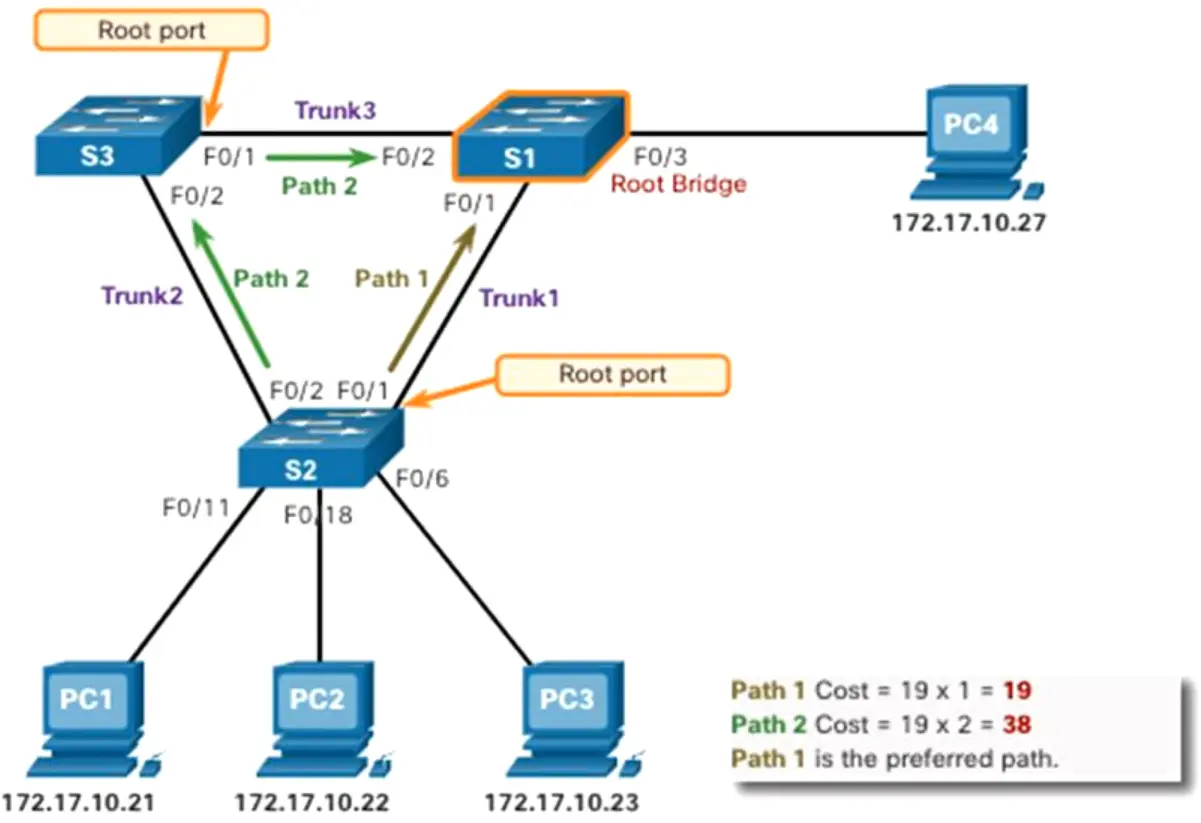 Root port
Trunk3
S3
F0/1
F0/2
S1
F0/3
PC4
Path 2
Root Bridge
F0/2
F0/1
172.17.10.27
Path 2
Path 1
Trunk2
Trunk1
Root port
F0/2 F0/1
S2
F0/6
F0/11
F0/18
PC1
PC2
PC3
Path 1 Cost = 19 x 1 = 19
Path 2 Cost = 19 x 2 = 38
Path 1 is the preferred path.
172.17.10.21
172.17.10.22
172.17.10.23